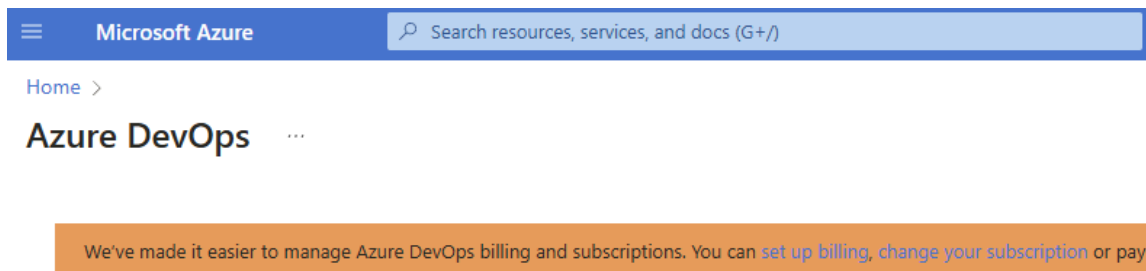 Microsoft Azure
Search resources, services, and docs (G+/)
Home >
Azure DevOps ...
We've made it easier to manage Azure DevOps billing and subscriptions. You can set up billing, change your subscription or pay